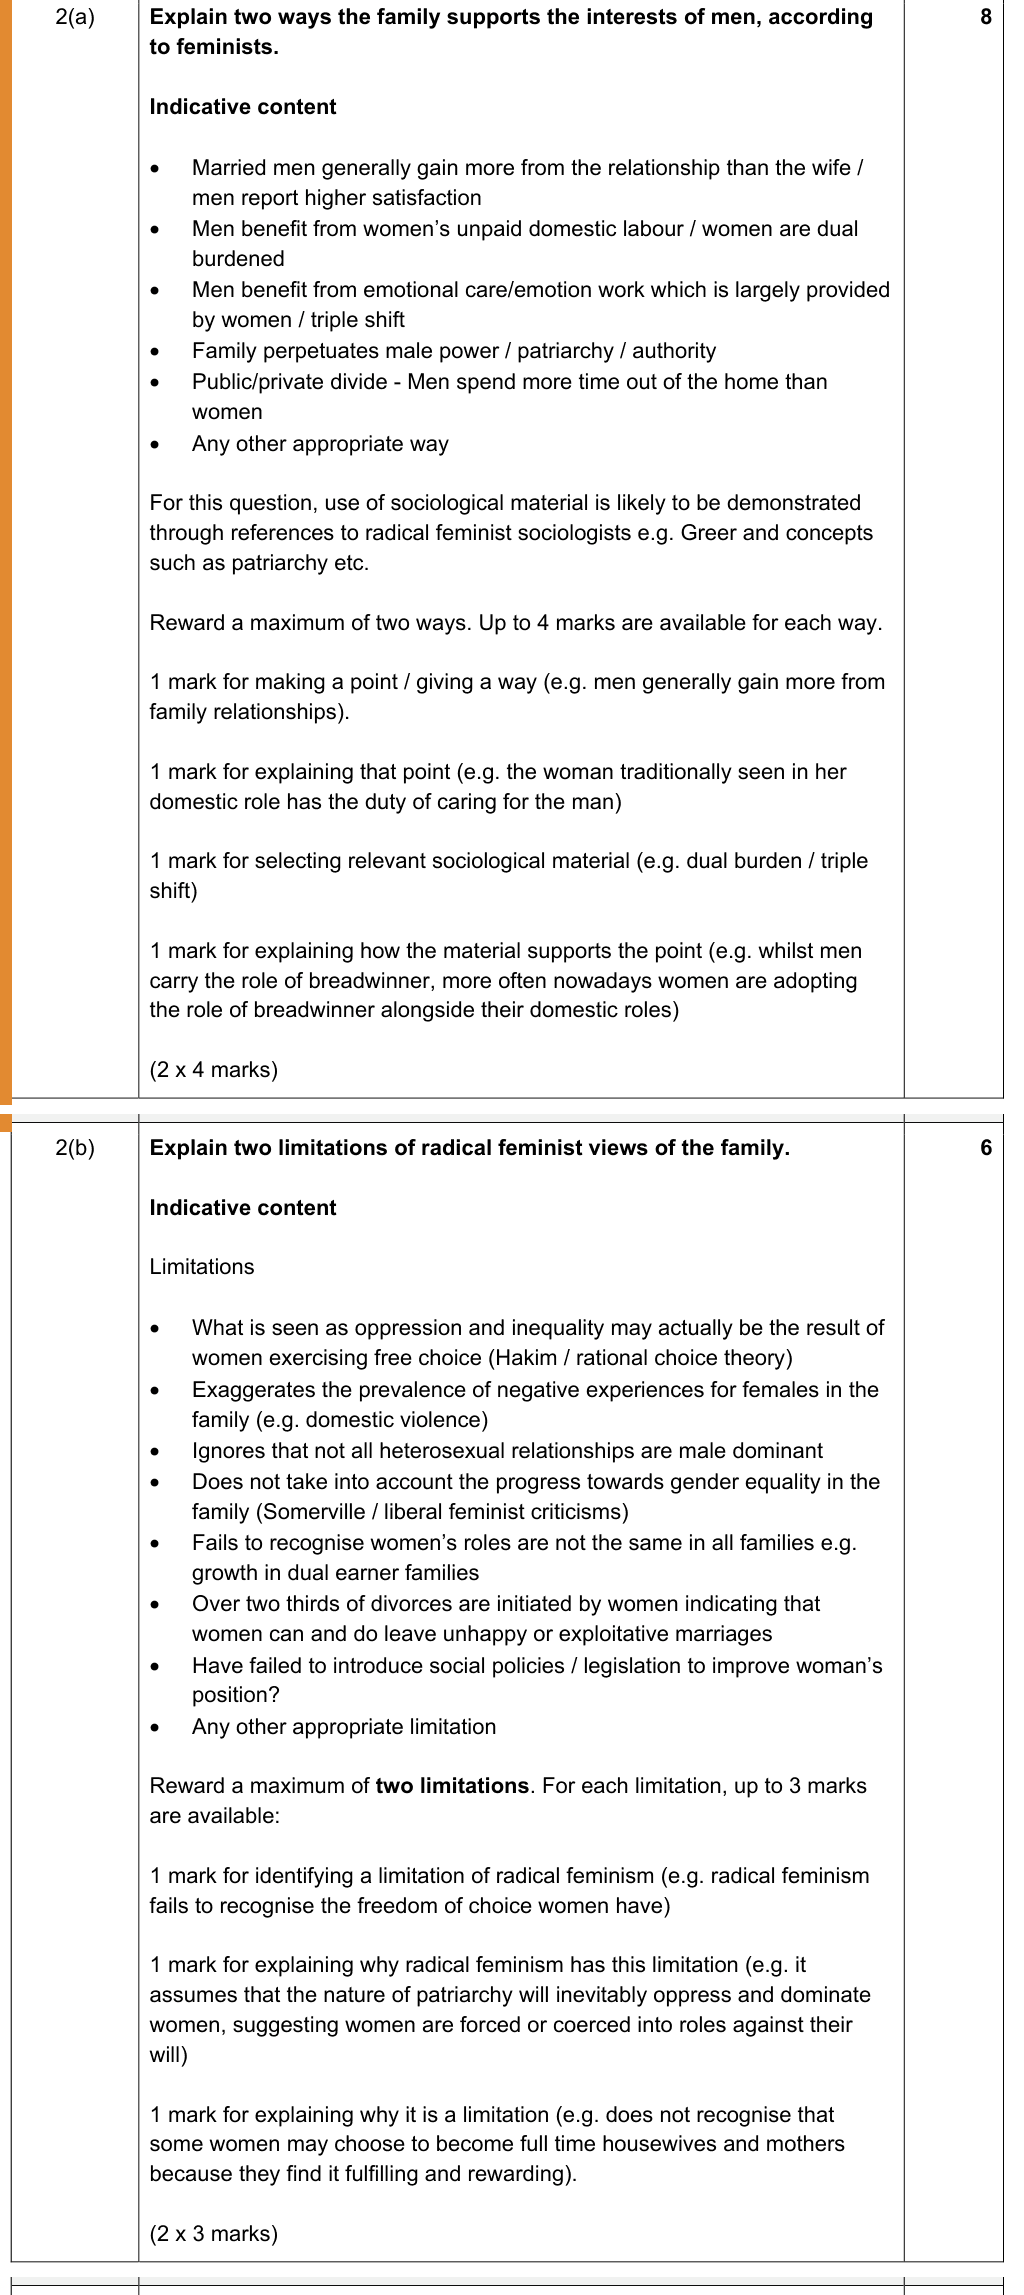 2(a)
Explain two ways the family supports the interests of men, according
8
to feminists.
Indicative content
• Married men generally gain more from the relationship than the wife /
men report higher satisfaction
• Men benefit from women’s unpaid domestic labour / women are dual
burdened
• Men benefit from emotional care/emotion work which is largely provided
by women / triple shift
• Family perpetuates male power / patriarchy / authority
• Public/private divide - Men spend more time out of the home than
women
• Any other appropriate way
For this question, use of sociological material is likely to be demonstrated
through references to radical feminist sociologists e.g. Greer and concepts
such as patriarchy etc.
Reward a maximum of two ways. Up to 4 marks are available for each way.
1 mark for making a point / giving a way (e.g. men generally gain more from
family relationships).
1 mark for explaining that point (e.g. the woman traditionally seen in her
domestic role has the duty of caring for the man)
1 mark for selecting relevant sociological material (e.g. dual burden / triple
shift)
1 mark for explaining how the material supports the point (e.g. whilst men
carry the role of breadwinner, more often nowadays women are adopting
the role of breadwinner alongside their domestic roles)
(2 x 4 marks)
2(b)
Explain two limitations of radical feminist views of the family.
6
Indicative content
Limitations
• What is seen as oppression and inequality may actually be the result of
women exercising free choice (Hakim / rational choice theory)
• Exaggerates the prevalence of negative experiences for females in the
family (e.g. domestic violence)
• Ignores that not all heterosexual relationships are male dominant
• Does not take into account the progress towards gender equality in the
family (Somerville / liberal feminist criticisms)
• Fails to recognise women’s roles are not the same in all families e.g.
growth in dual earner families
• Over two thirds of divorces are initiated by women indicating that
women can and do leave unhappy or exploitative marriages
• Have failed to introduce social policies / legislation to improve woman’s
position?
• Any other appropriate limitation
Reward a maximum of two limitations. For each limitation, up to 3 marks
are available:
1 mark for identifying a limitation of radical feminism (e.g. radical feminism
fails to recognise the freedom of choice women have)
1 mark for explaining why radical feminism has this limitation (e.g. it
assumes that the nature of patriarchy will inevitably oppress and dominate
women, suggesting women are forced or coerced into roles against their
will)
1 mark for explaining why it is a limitation (e.g. does not recognise that
some women may choose to become full time housewives and mothers
because they find it fulfilling and rewarding).
(2 x 3 marks)